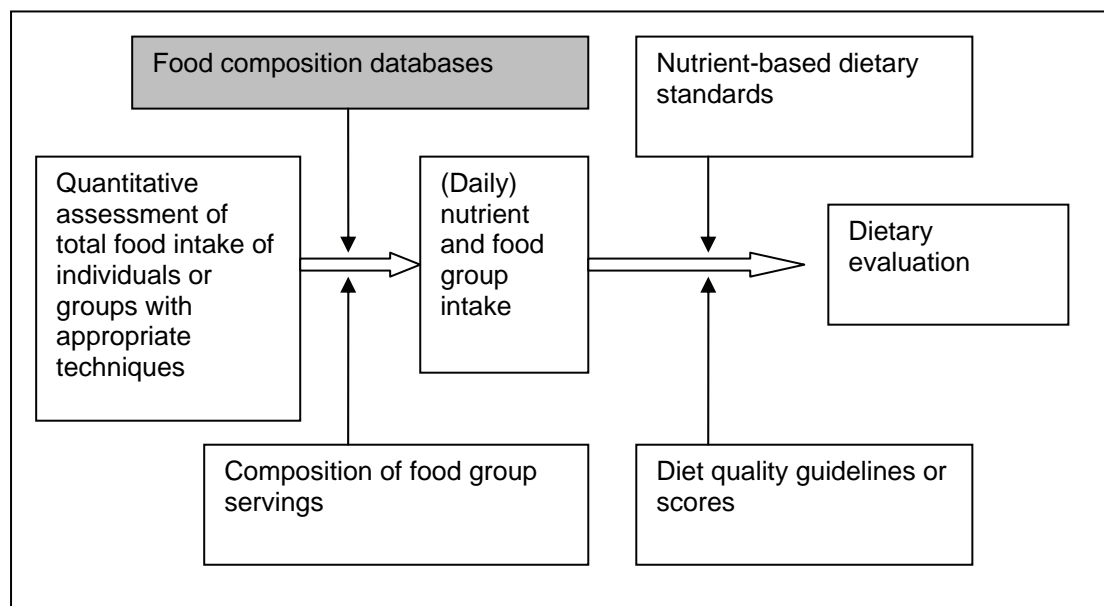 Food composition databases
Nutrient-based dietary
standards
Quantitative
assessment of
total food intake of
individuals or
groups with
appropriate
techniques
(Daily)
nutrient
and food
group
intake
Dietary
evaluation
Composition of food group
servings
Diet quality guidelines or
scores